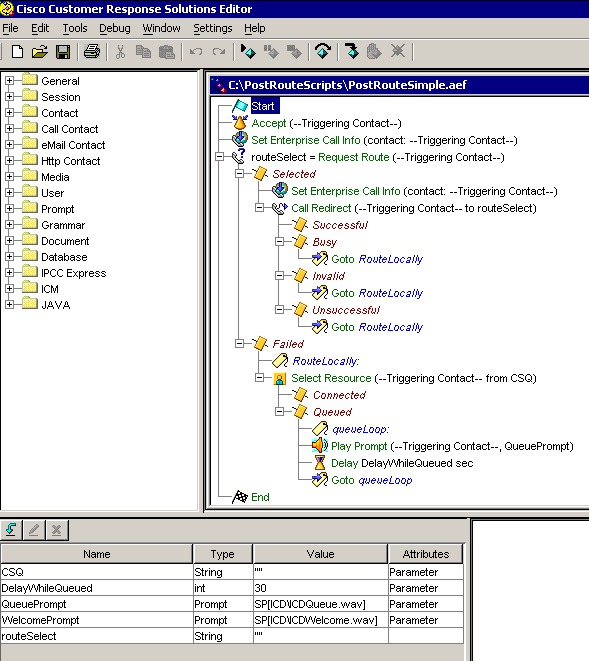 Cisco Customer Response Solutions Editor
File Edit Tools Debug Window Settings Help
General
Session
Contact
Call Contact
eMail Contact
Http Contact
Media
User
Prompt
Grammar
Document
Database
IPCC Express
ICM
JAVA
C:\PostRouteScripts\PostRouteSimple.aef
Start
Accept (--Triggering Contact--)
Set Enterprise Call Info (contact: --Triggering Contact--)
routeSelect = Request Route (--Triggering Contact--)
Selected
Set Enterprise Call Info (contact: --Triggering Contact--)
Call Redirect (--Triggering Contact-- to routeSelect)
Successful
Busy
Goto RouteLocally
Invalid
Goto RouteLocally
Unsuccessful
Goto RouteLocally
Failed
RouteLocally:
Select Resource (--Triggering Contact-- from CSQ)
Connected
Queued
queueLoop:
Play Prompt (--Triggering Contact--, QueuePrompt)
Delay DelayWhileQueued sec
Goto queueLoop
End
Name Type Value Attributes
CSQ String "" Parameter
DelayWhileQueued int 30 Parameter
QueuePrompt Prompt SP[ICD\ICDQueue.wav] Parameter
WelcomePrompt Prompt SP[ICD\ICDWelcome.wav] Parameter
routeSelect String ""